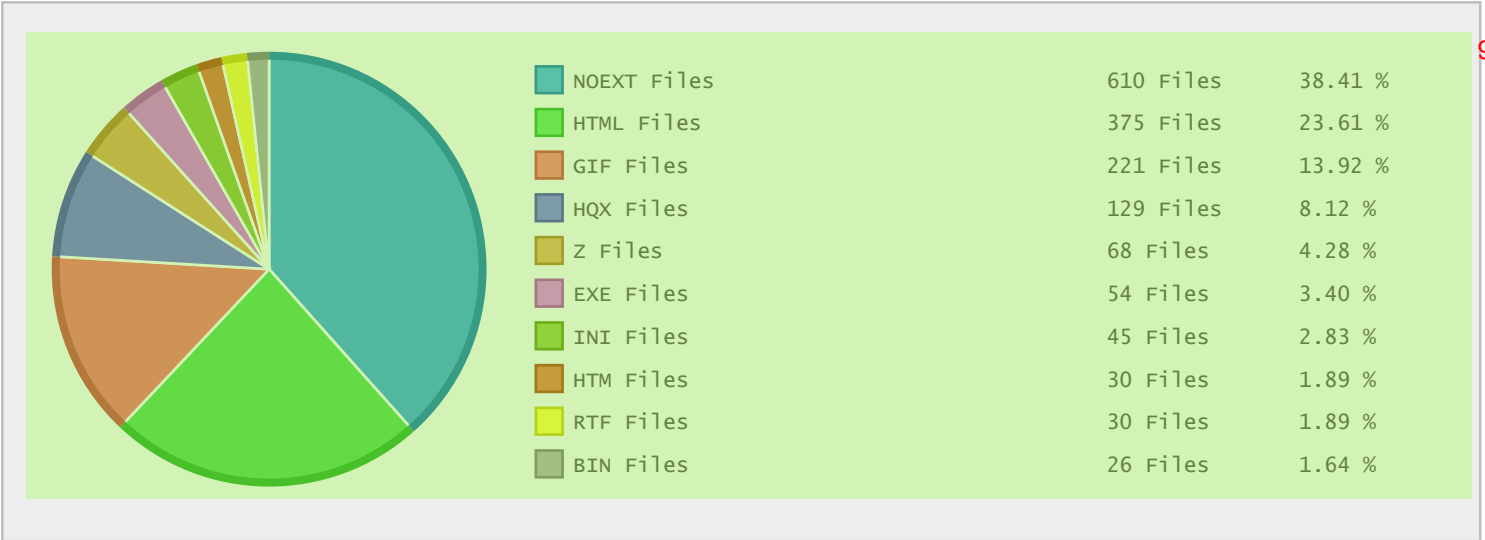 NOEXT Files 610 Files 38.41 %
HTML Files 375 Files 23.61 %
GIF Files 221 Files 13.92 %
HQX Files 129 Files 8.12 %
Z Files 68 Files 4.28 %
EXE Files 54 Files 3.40 %
INI Files 45 Files 2.83 %
HTM Files 30 Files 1.89 %
RTF Files 30 Files 1.89 %
BIN Files 26 Files 1.64 %